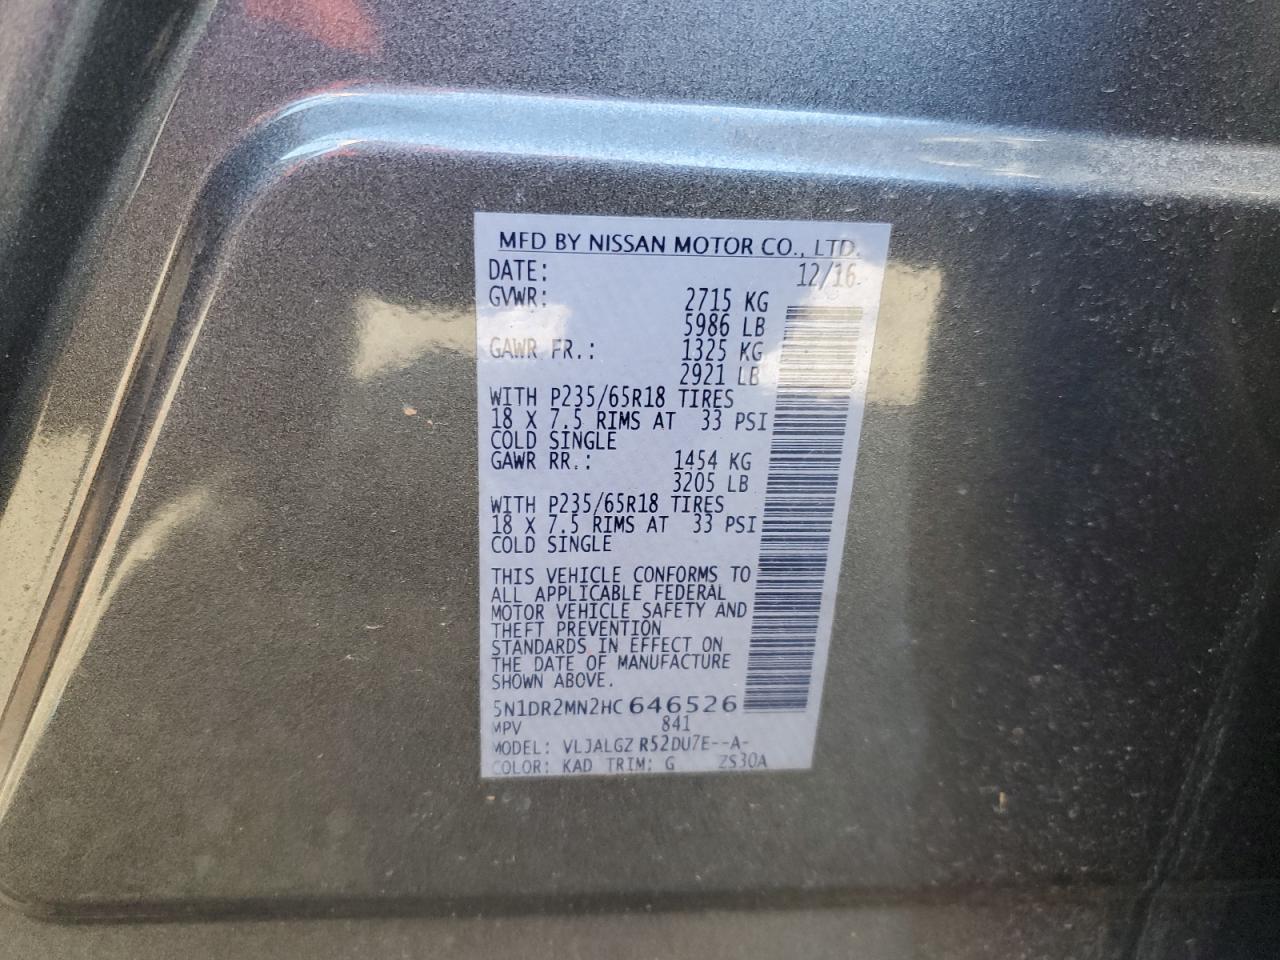 MFD BY NISSAN MOTOR CO., LTD.
DATE: 12/16
GVWR: 2715 KG
5986 LB
GAWR FR.: 1325 KG
2921 LB
WITH P235/65R18 TIRES
18 X 7.5 RIMS AT 33 PSI
COLD SINGLE
GAWR RR.: 1454 KG
3205 LB
WITH P235/65R18 TIRES
18 X 7.5 RIMS AT 33 PSI
COLD SINGLE
THIS VEHICLE CONFORMS TO
ALL APPLICABLE FEDERAL
MOTOR VEHICLE SAFETY AND
THEFT PREVENTION
STANDARDS IN EFFECT ON
THE DATE OF MANUFACTURE
SHOWN ABOVE.
5N1DR2MN2HC646526
MPV 841
MODEL: VLJALGZ R52DU7E--A-
COLOR: KAD TRIM: G ZS30A